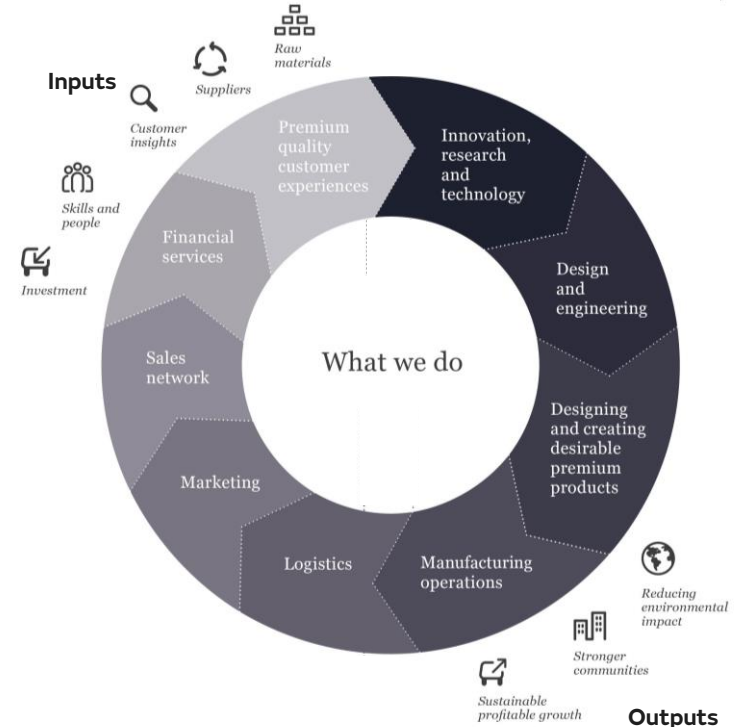 Raw
materials
Suppliers
Inputs
Customer
insights
Skills and
people
Investment
Premium
quality
customer
experiences
Innovation,
research
and
technology
Design
and
engineering
Designing
and creating
desirable
premium
products
Manufacturing
operations
Logistics
Marketing
Sales
network
Financial
services
What we do
Reducing
environmental
impact
Stronger
communities
Sustainable
profitable growth
Outputs